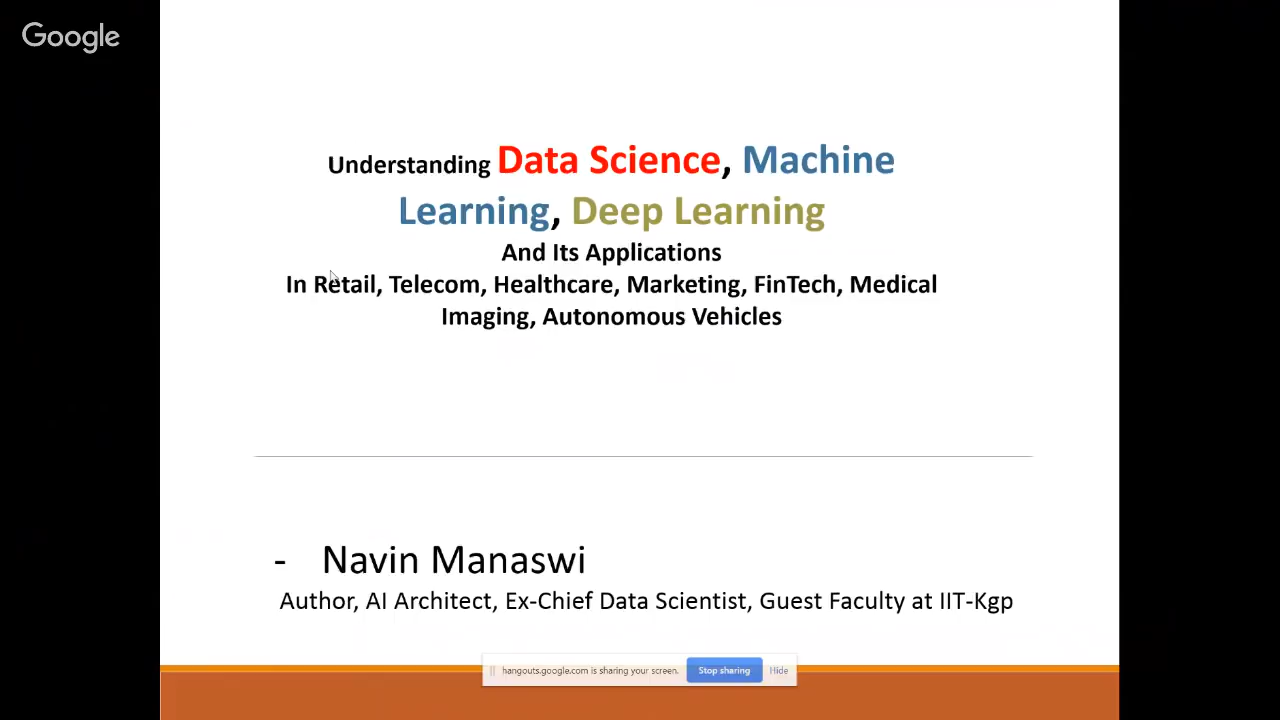 Google
Understanding Data Science, Machine
Learning, Deep Learning
And Its Applications
In Retail, Telecom, Healthcare, Marketing, FinTech, Medical
Imaging, Autonomous Vehicles
- Navin Manaswi
Author, AI Architect, Ex-Chief Data Scientist, Guest Faculty at IIT-Kgp
hangouts.google.com is sharing your screen. Stop sharing Hide